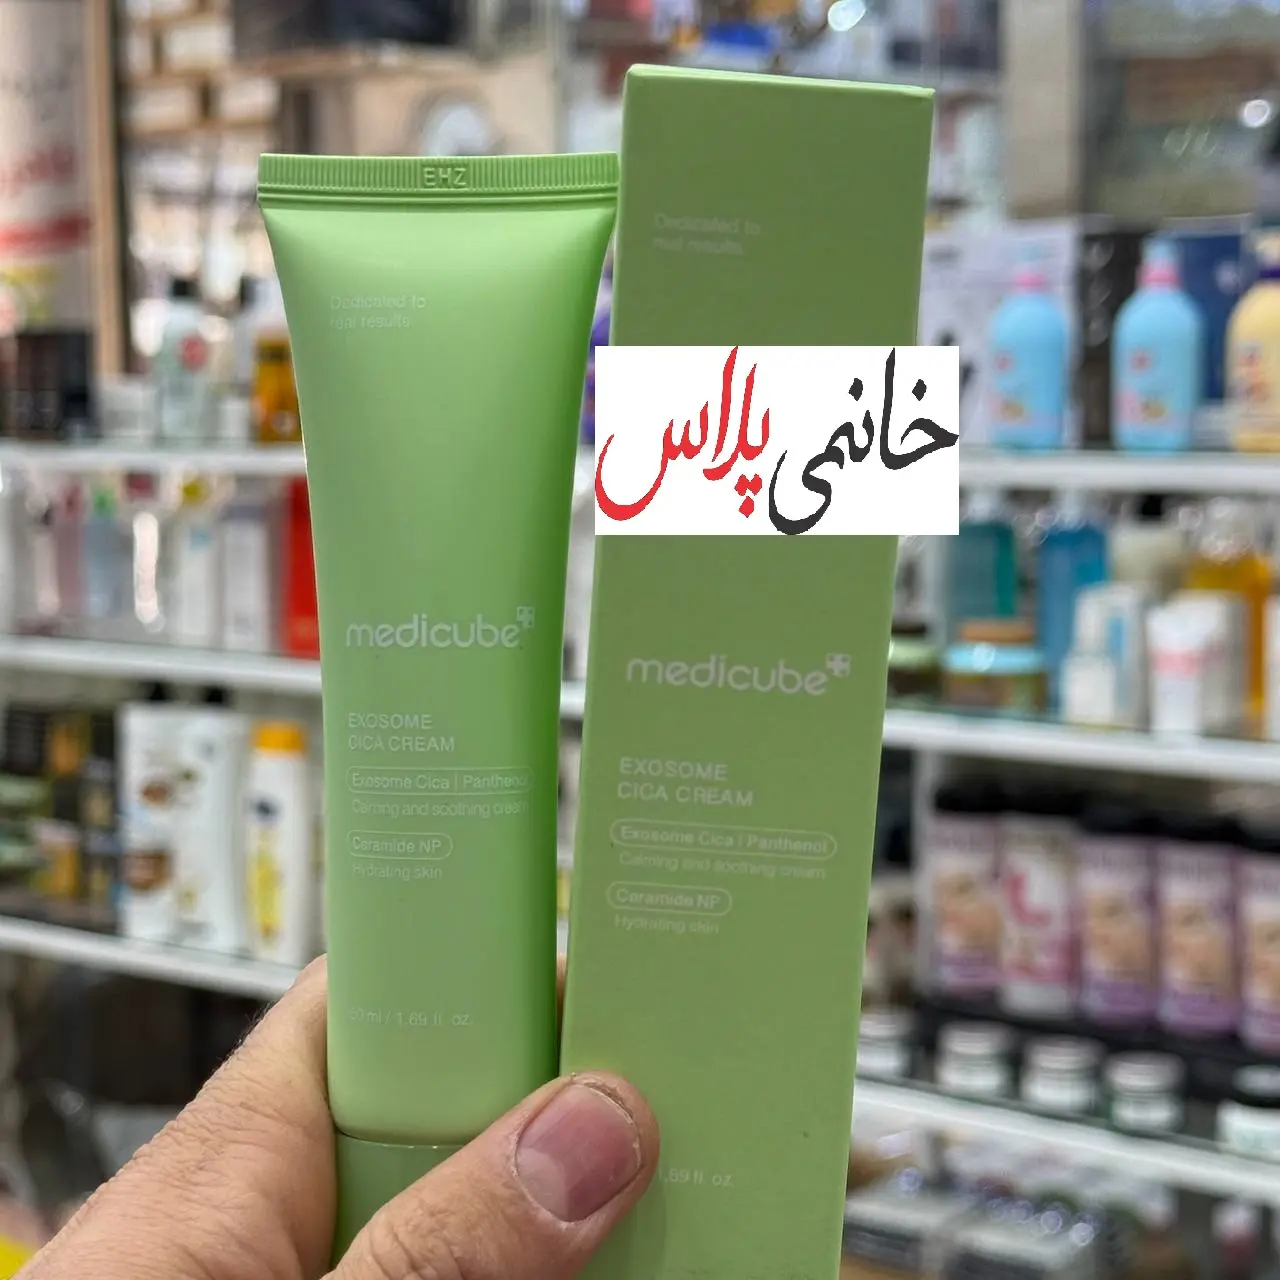 EHZ
Dedicated to
real results
medicube
EXOSOME
CICA CREAM
Exosome Cica | Panthenol
Calming and soothing cream
Ceramide NP
Hydrating skin
50ml / 1.69 fl. oz.
Dedicated to
real results
خانمی پلاس
medicube
EXOSOME
CICA CREAM
Exosome Cica | Panthenol
Calming and soothing cream
Ceramide NP
Hydrating skin
1.69 fl. oz.